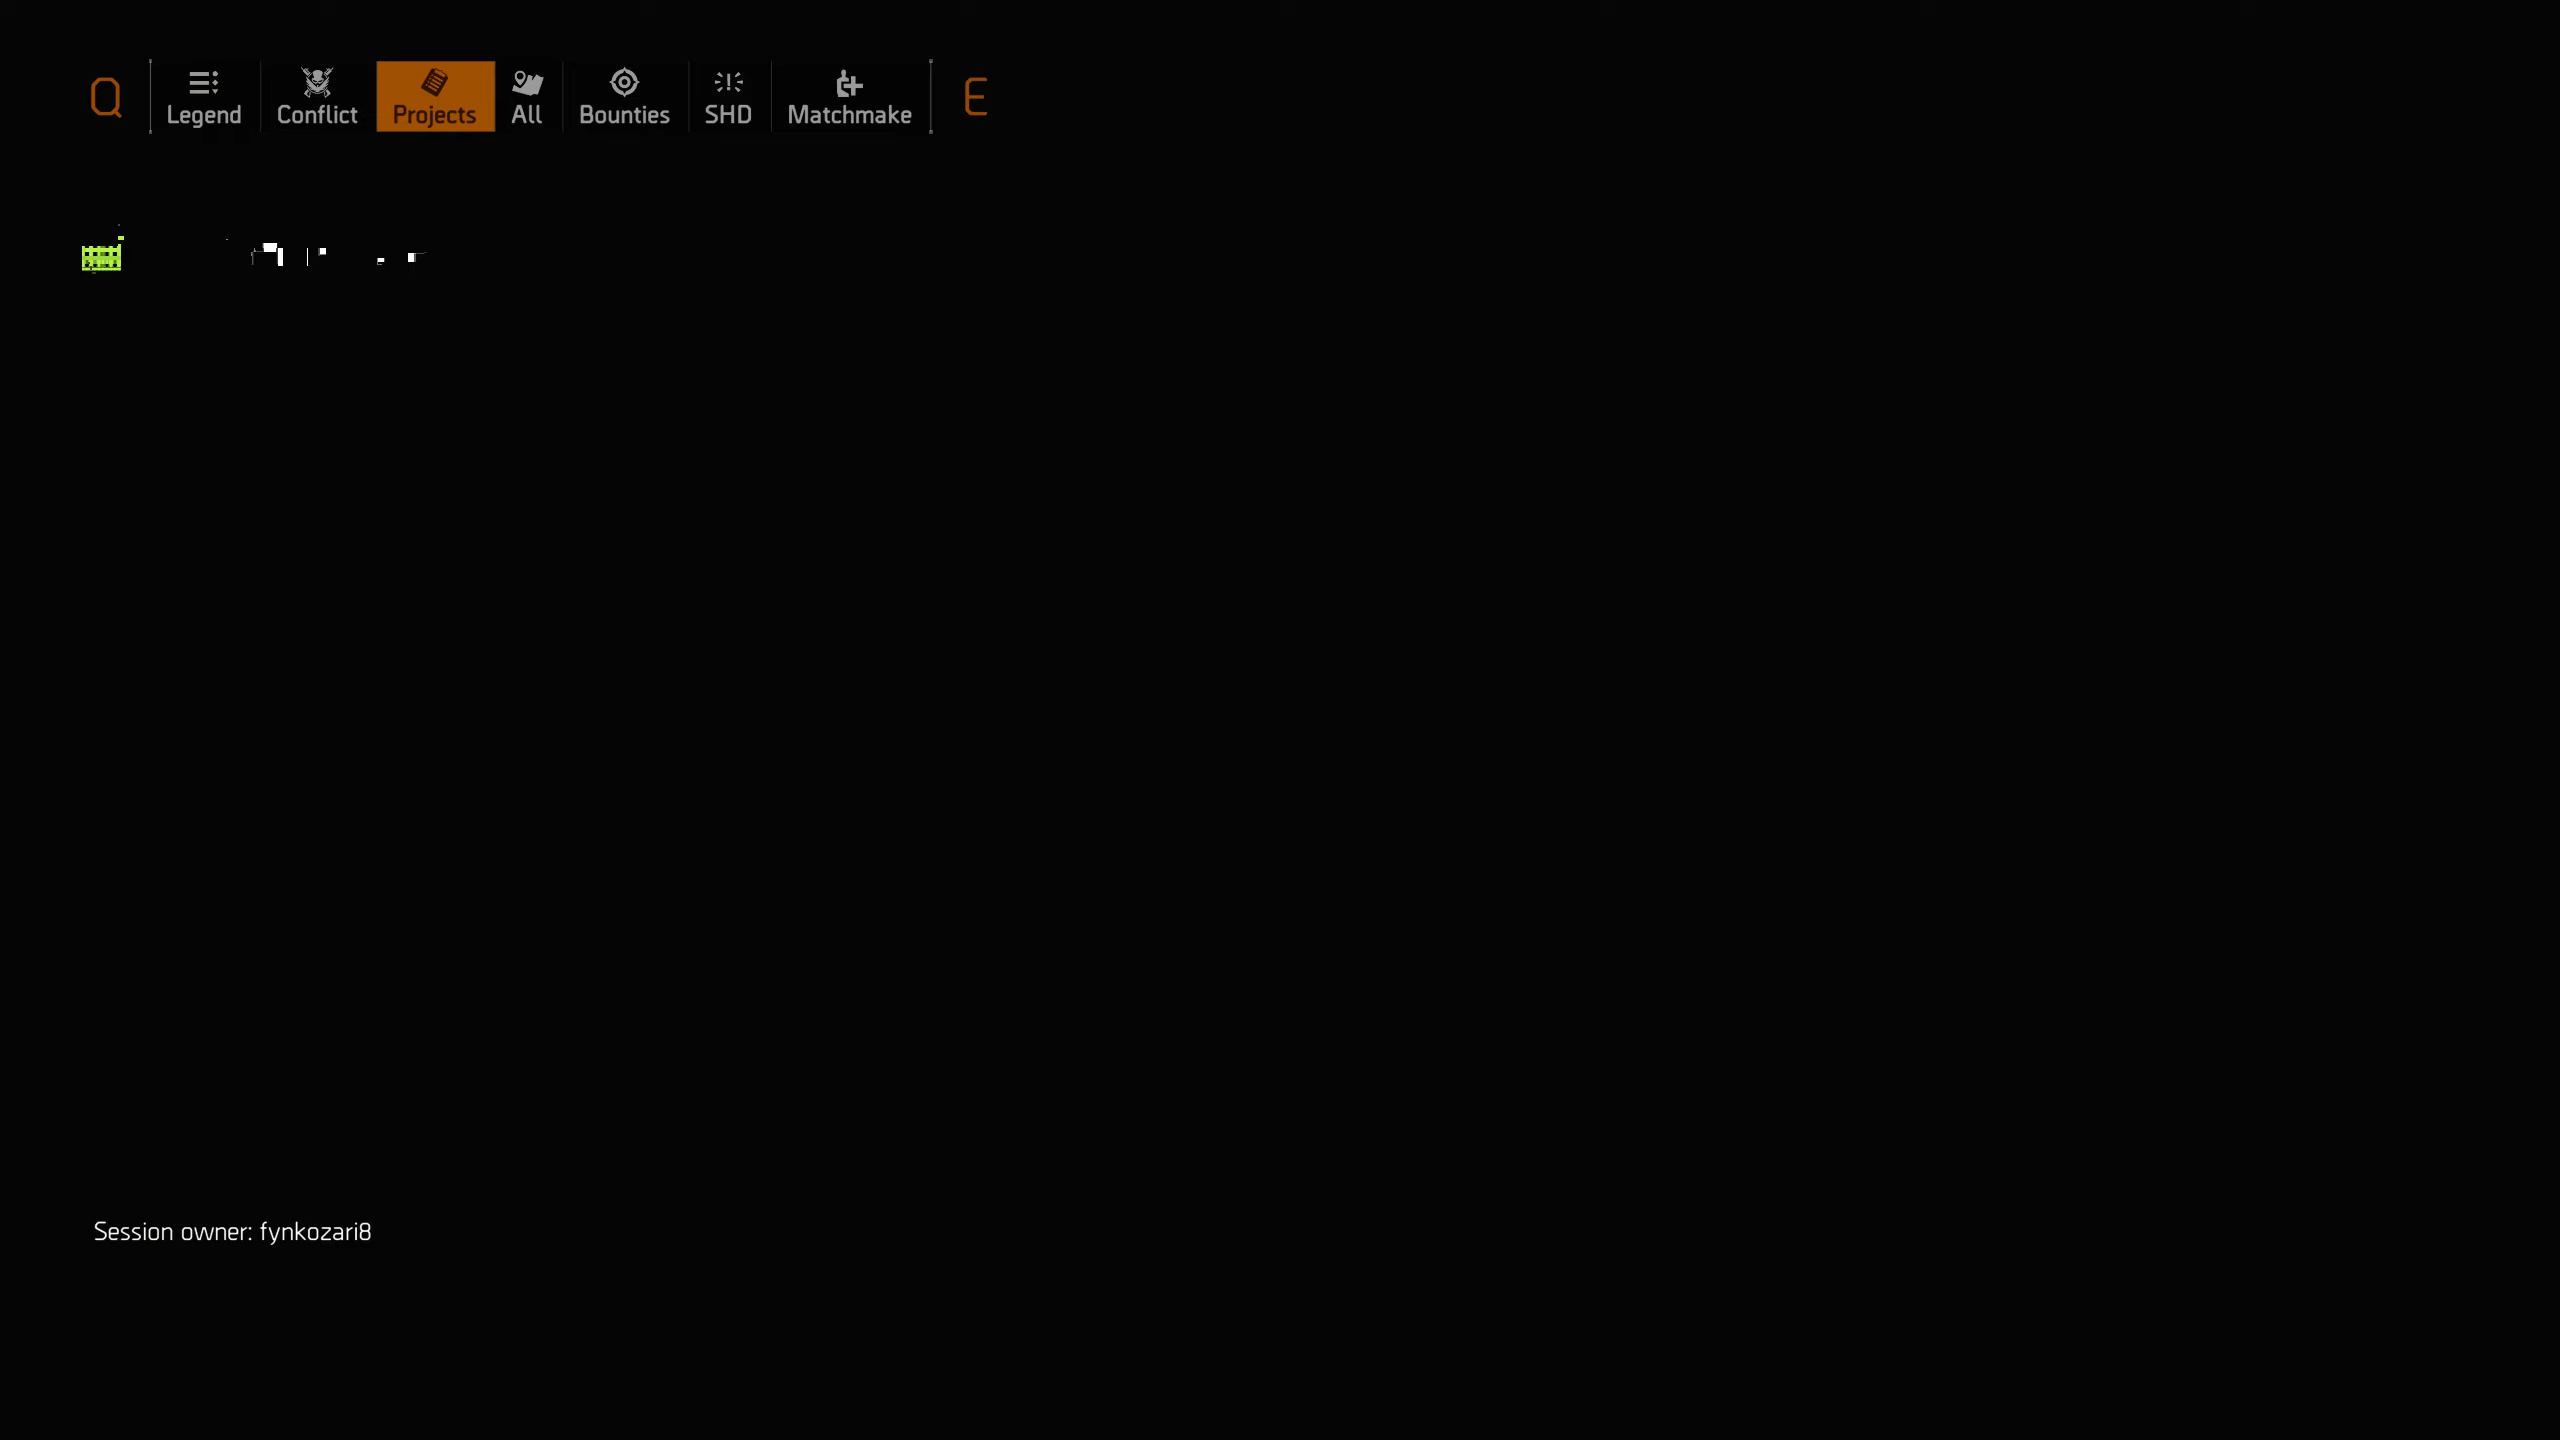 Q Legend Conflict Projects All Bounties SHD Matchmake E
Session owner: fynkozari8